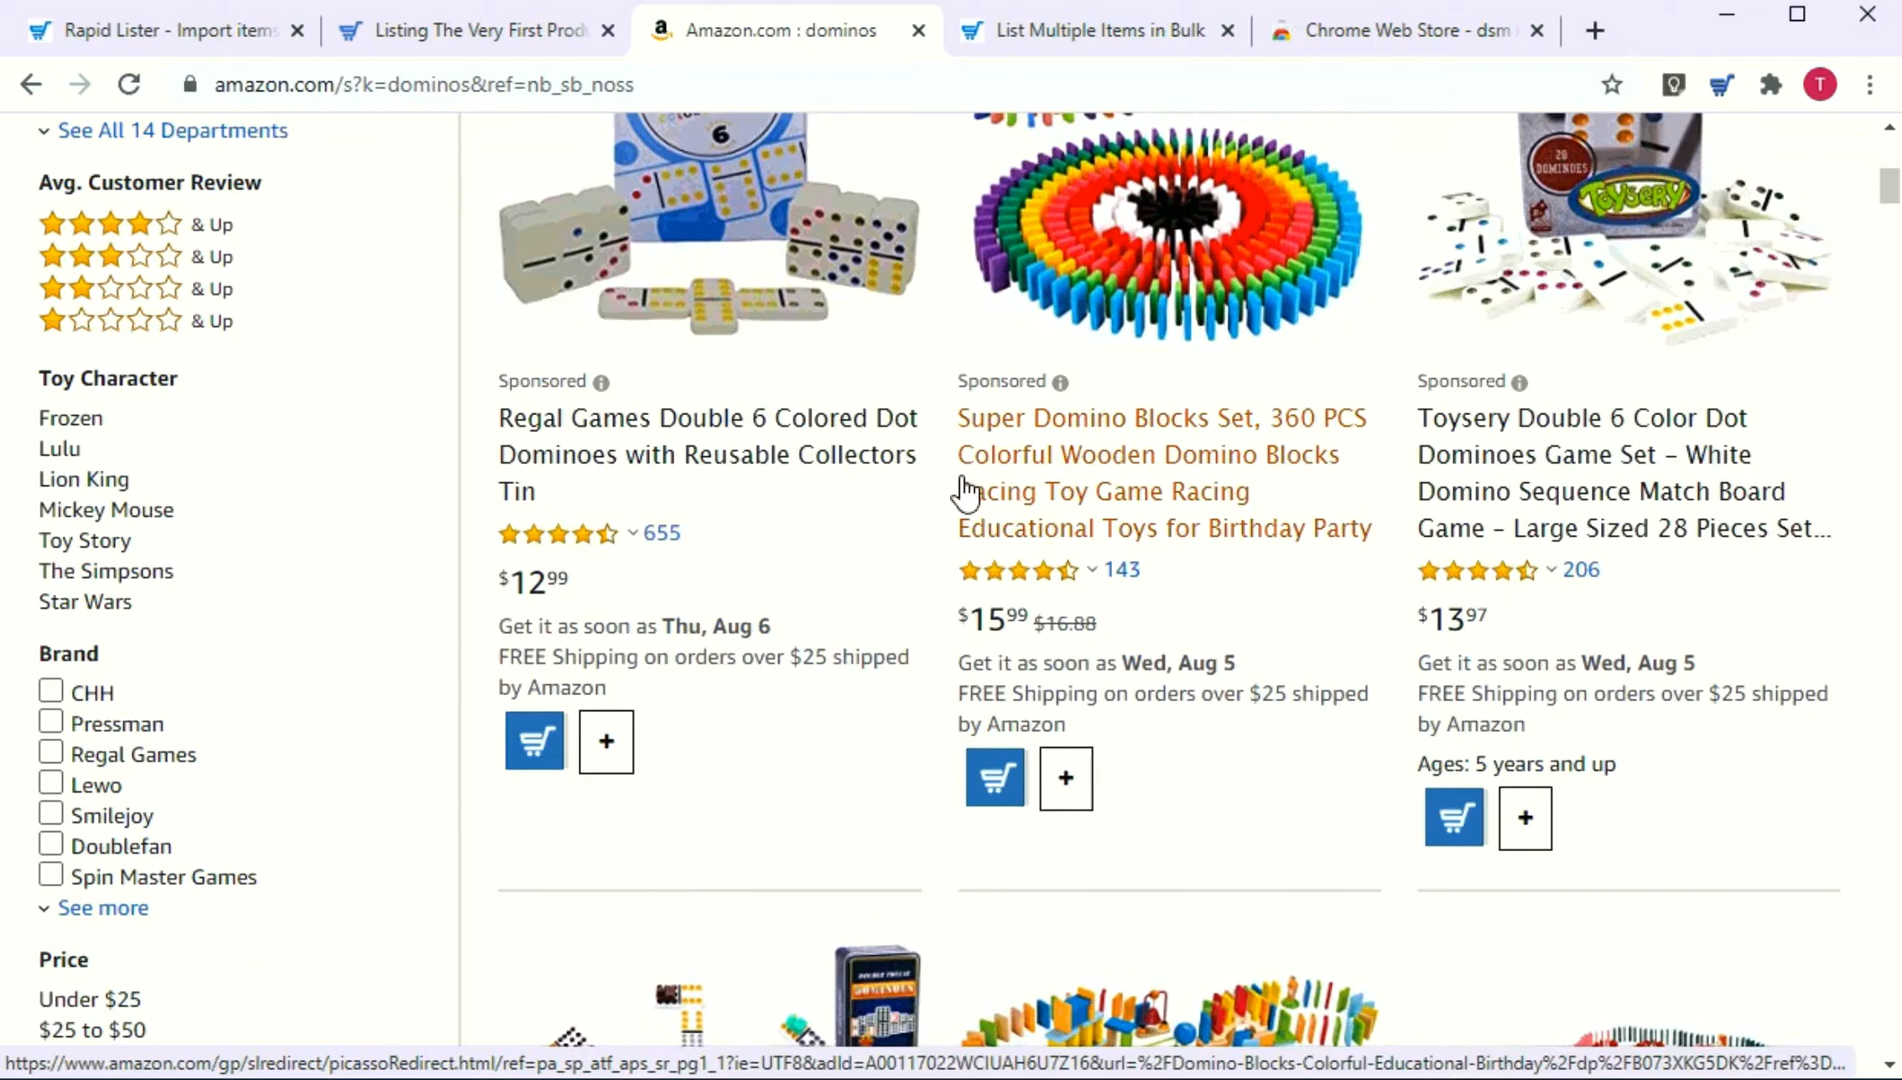 Rapid Lister - Import items
Listing The Very First Prod
Amazon.com : dominos
List Multiple Items in Bulk
Chrome Web Store - dsm
amazon.com/s?k=dominos&ref=nb_sb_noss
T
See All 14 Departments
Avg. Customer Review
& Up
& Up
& Up
& Up
Toy Character
Frozen
Lulu
Lion King
Mickey Mouse
Toy Story
The Simpsons
Star Wars
Brand
CHH
Pressman
Regal Games
Lewo
Smilejoy
Doublefan
Spin Master Games
See more
Price
Under $25
$25 to $50
6
Sponsored
Regal Games Double 6 Colored Dot
Dominoes with Reusable Collectors
Tin
655
$12.99
Get it as soon as Thu, Aug 6
FREE Shipping on orders over $25 shipped
by Amazon
+
Sponsored
Super Domino Blocks Set, 360 PCS
Colorful Wooden Domino Blocks
acing Toy Game Racing
Educational Toys for Birthday Party
143
$15.99 $16.88
Get it as soon as Wed, Aug 5
FREE Shipping on orders over $25 shipped
by Amazon
+
28
DOMINOES
TOYSERY
Sponsored
Toysery Double 6 Color Dot
Dominoes Game Set – White
Domino Sequence Match Board
Game – Large Sized 28 Pieces Set...
206
$13.97
Get it as soon as Wed, Aug 5
FREE Shipping on orders over $25 shipped
by Amazon
Ages: 5 years and up
+
DOUBLE TWELVE
DOMINOES
https://www.amazon.com/gp/slredirect/picassoRedirect.html/ref=pa_sp_atf_aps_sr_pg1_1?ie=UTF8&adId=A00117022WCIUAH6U7Z16&url=%2FDomino-Blocks-Colorful-Educational-Birthday%2Fdp%2FB073XKG5DK%2Fref%3D...